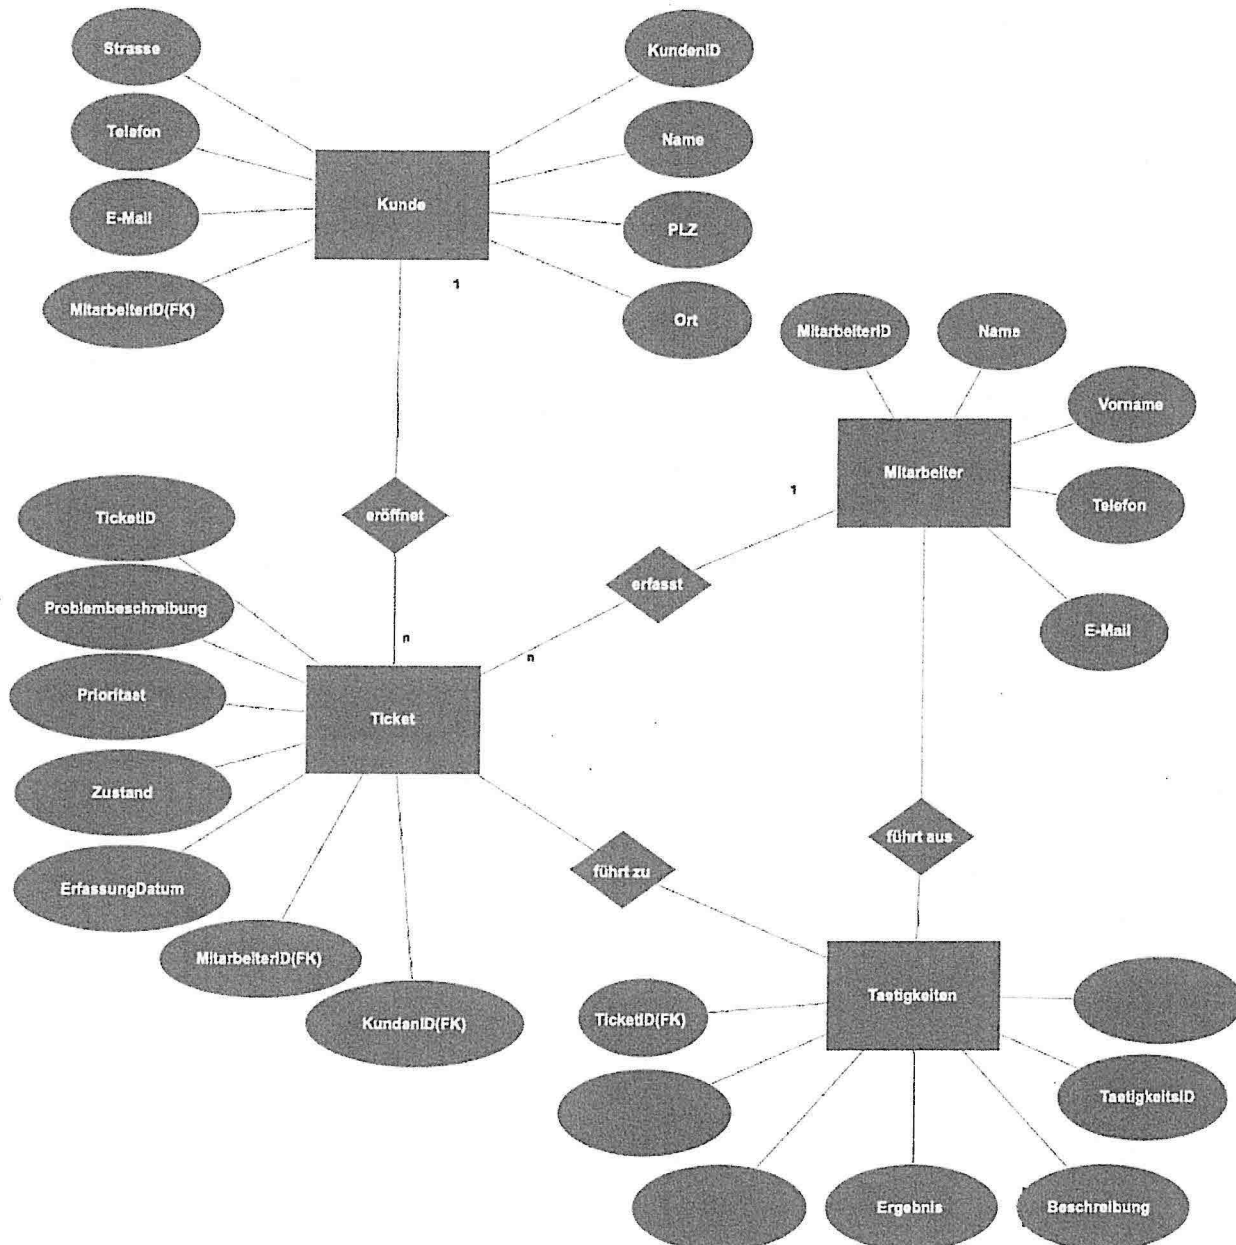 Strasse
KundenID
Telefon
Name
Kunde
E-Mail
PLZ
MitarbeiterID(FK)
1
Ort
MitarbeiterID
Name
Vorname
Mitarbeiter
1
Telefon
TicketID
eröffnet
erfasst
Problembeschreibung
E-Mail
n
n
Prioritaet
Ticket
Zustand
führt aus
führt zu
ErfassungDatum
MitarbeiterID(FK)
Taetigkeiten
KundenID(FK)
TicketID(FK)
TaetigkeitsID
Ergebnis
Beschreibung